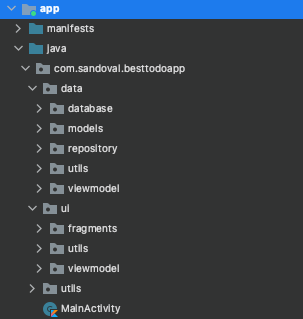 app
manifests
java
com.sandoval.besttodoapp
data
database
models
repository
utils
viewmodel
ui
fragments
utils
viewmodel
utils
MainActivity